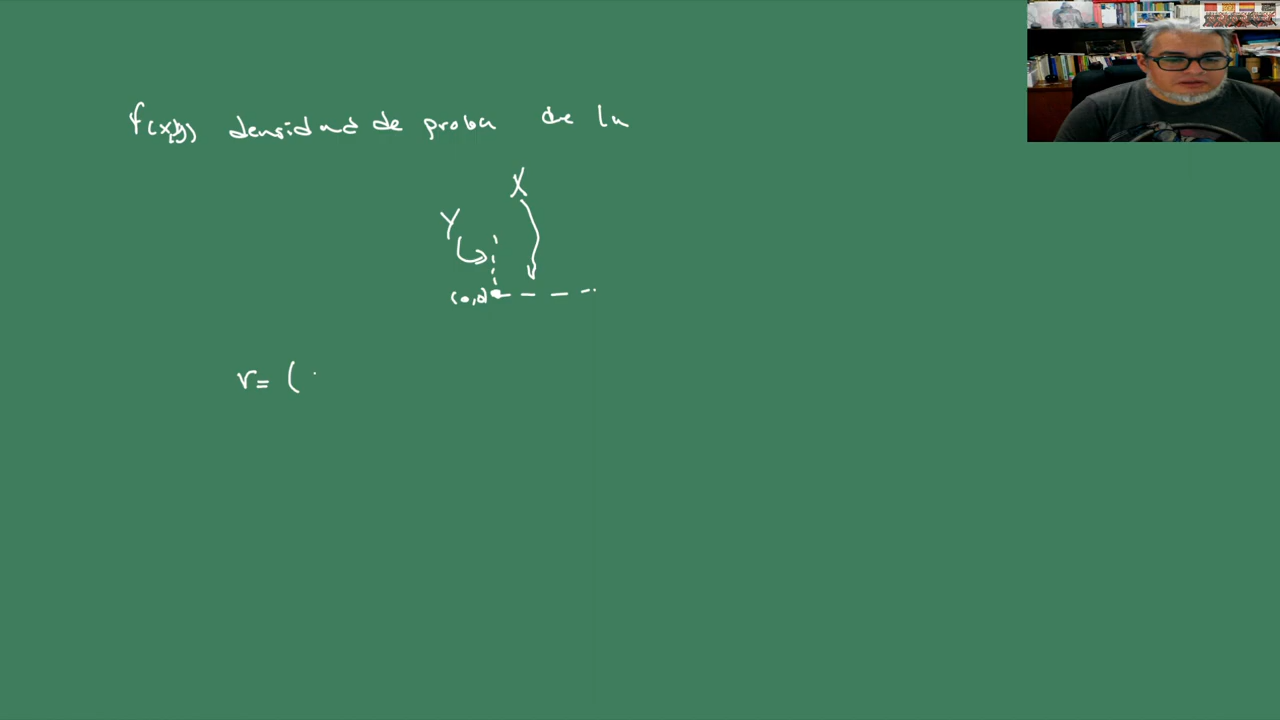 f(x,y) densidad de proba de la
X
Y
(0,0)
r= (